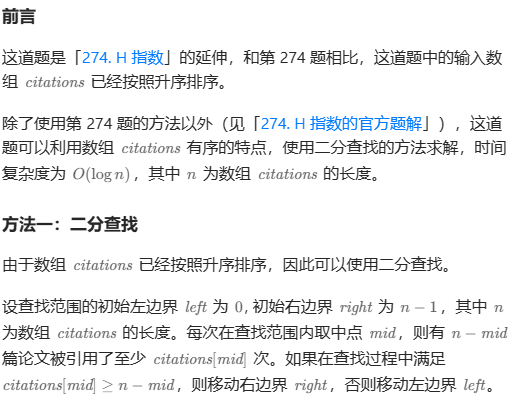 前言
这道题是「274. H 指数」的延伸，和第 274 题相比，这道题中的输入数
组 citations 已经按照升序排序。
除了使用第 274 题的方法以外（见「274. H 指数的官方题解」），这道
题可以利用数组 citations 有序的特点，使用二分查找的方法求解，时间
复杂度为 O(log n)，其中 n 为数组 citations 的长度。
方法一：二分查找
由于数组 citations 已经按照升序排序，因此可以使用二分查找。
设查找范围的初始左边界 left 为 0, 初始右边界 right 为 n − 1，其中 n
为数组 citations 的长度。每次在查找范围内取中点 mid，则有 n − mid
篇论文被引用了至少 citations[mid] 次。如果在查找过程中满足
citations[mid] ≥ n − mid，则移动右边界 right，否则移动左边界 left。